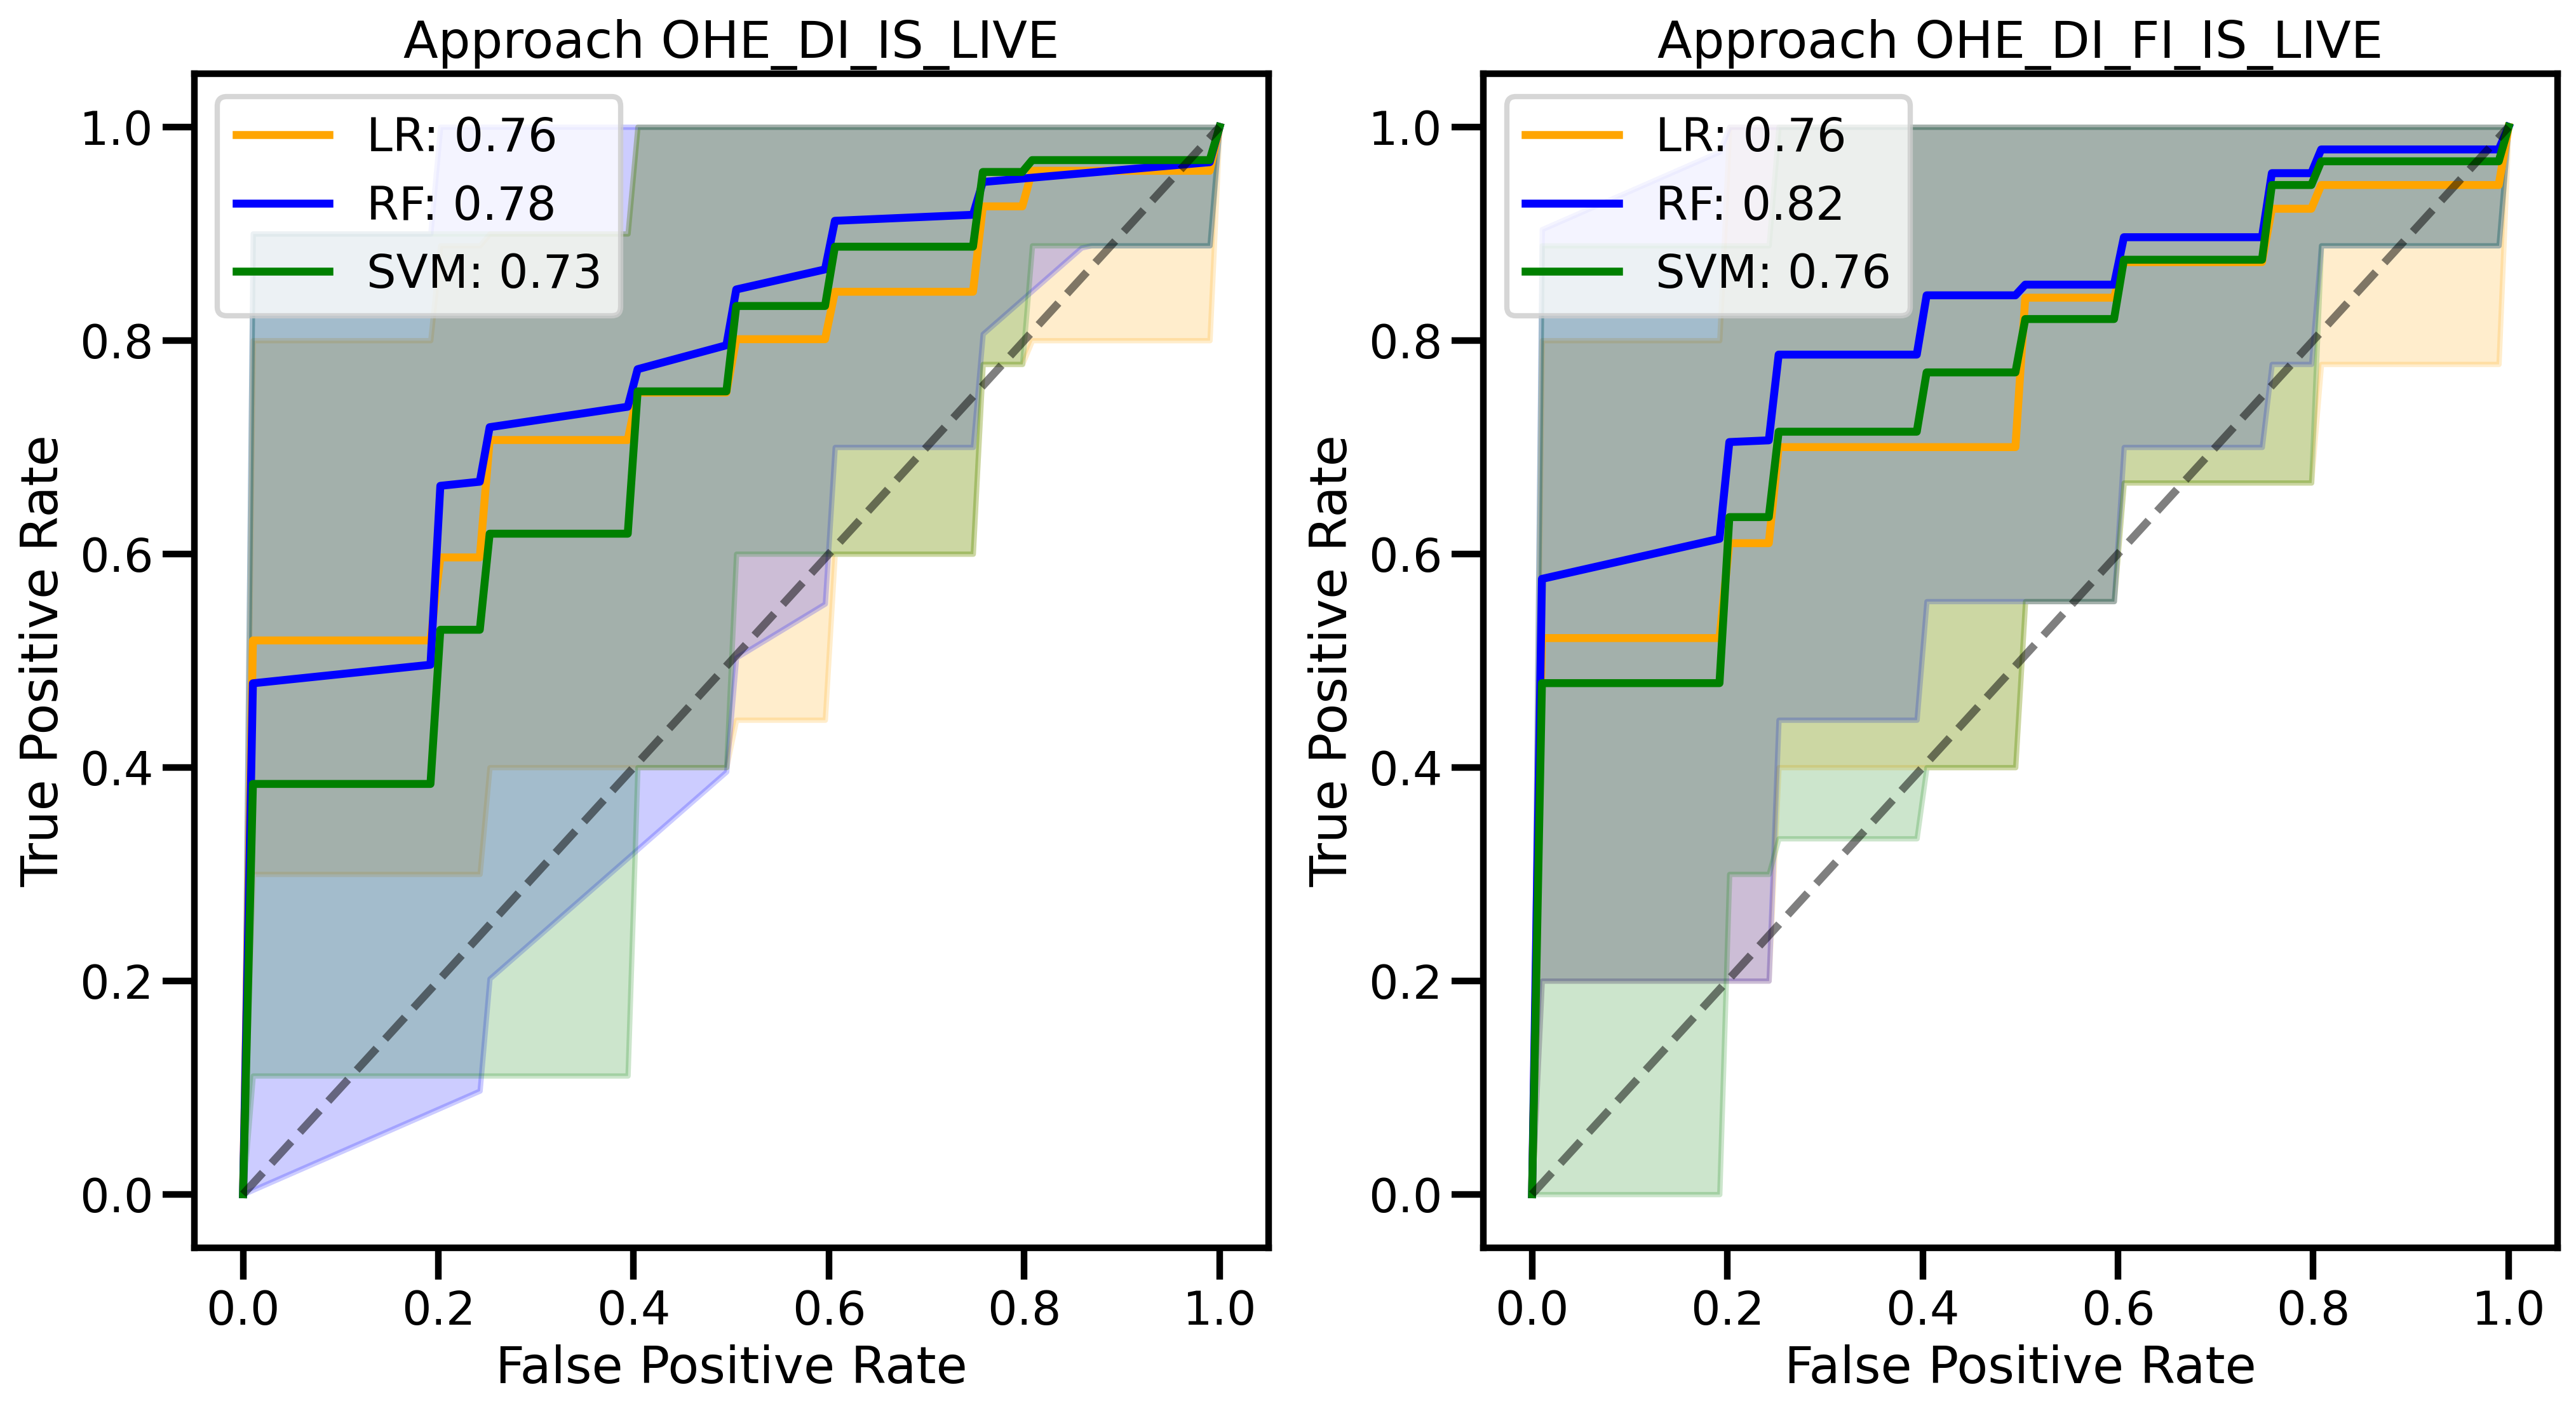 Approach OHE_DI_IS_LIVE
LR: 0.76
RF: 0.78
SVM: 0.73
1.0
0.8
0.6
0.4
0.2
0.0
True Positive Rate
0.0 0.2 0.4 0.6 0.8 1.0
False Positive Rate
Approach OHE_DI_FI_IS_LIVE
LR: 0.76
RF: 0.82
SVM: 0.76
1.0
0.8
0.6
0.4
0.2
0.0
True Positive Rate
0.0 0.2 0.4 0.6 0.8 1.0
False Positive Rate